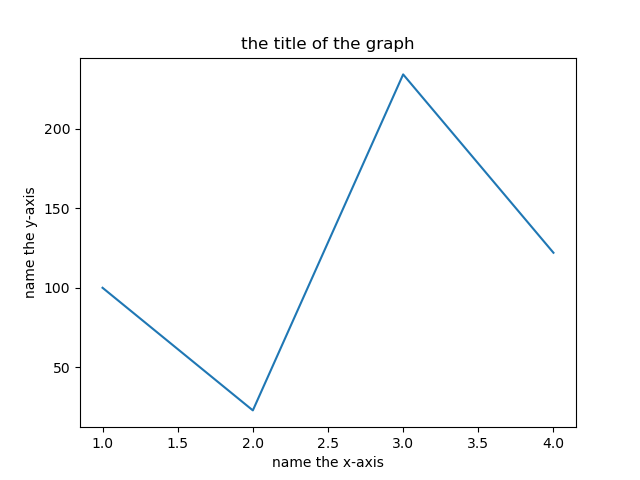 the title of the graph
200
150
100
50
name the y-axis
1.0 1.5 2.0 2.5 3.0 3.5 4.0
name the x-axis